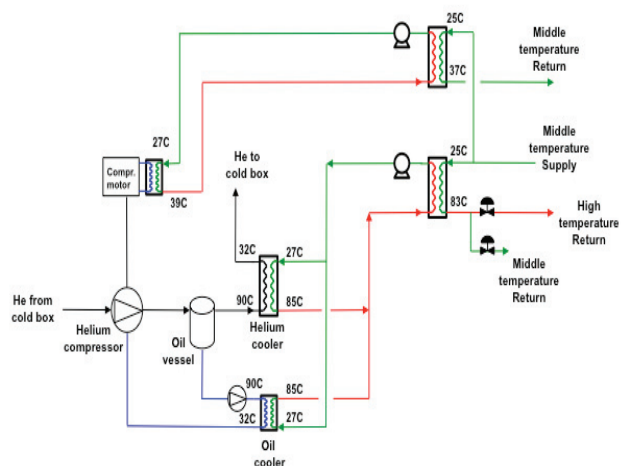 25C
Middle
temperature
Return
37C
27C
25C
Middle
temperature
Supply
Compr.
motor
39C
83C
High
temperature
Return
32C
27C
Middle
temperature
Return
He to
cold box
He from
cold box
90C
85C
Helium
compressor
Oil
vessel
Helium
cooler
90C
85C
32C
27C
Oil
cooler